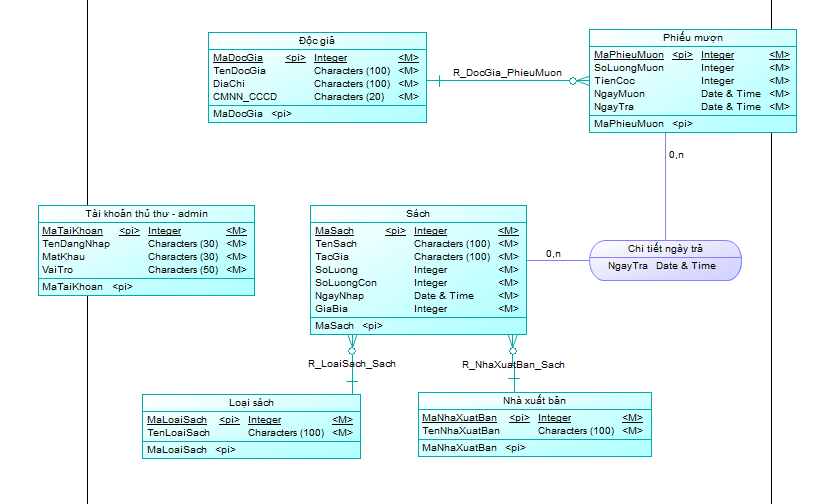 Độc giả
MaDocGia <pi> Integer <M>
TenDocGia Characters (100) <M>
DiaChi Characters (100) <M>
CMNN_CCCD Characters (20) <M>
MaDocGia <pi>
R_DocGia_PhieuMuon
Phiếu mượn
MaPhieuMuon <pi> Integer <M>
SoLuongMuon Integer <M>
TienCoc Integer <M>
NgayMuon Date & Time <M>
NgayTra Date & Time <M>
MaPhieuMuon <pi>
0,n
Tài khoản thủ thư - admin
MaTaiKhoan <pi> Integer <M>
TenDangNhap Characters (30) <M>
MatKhau Characters (30) <M>
VaiTro Characters (50) <M>
MaTaiKhoan <pi>
Sách
MaSach <pi> Integer <M>
TenSach Characters (100) <M>
TacGia Characters (100) <M>
SoLuong Integer <M>
SoLuongCon Integer <M>
NgayNhap Date & Time <M>
GiaBia Integer <M>
MaSach <pi>
0,n
Chi tiết ngày trả
NgayTra Date & Time
R_LoaiSach_Sach
R_NhaXuatBan_Sach
Loại sách
MaLoaiSach <pi> Integer <M>
TenLoaiSach Characters (100) <M>
MaLoaiSach <pi>
Nhà xuất bản
MaNhaXuatBan <pi> Integer <M>
TenNhaXuatBan Characters (100) <M>
MaNhaXuatBan <pi>